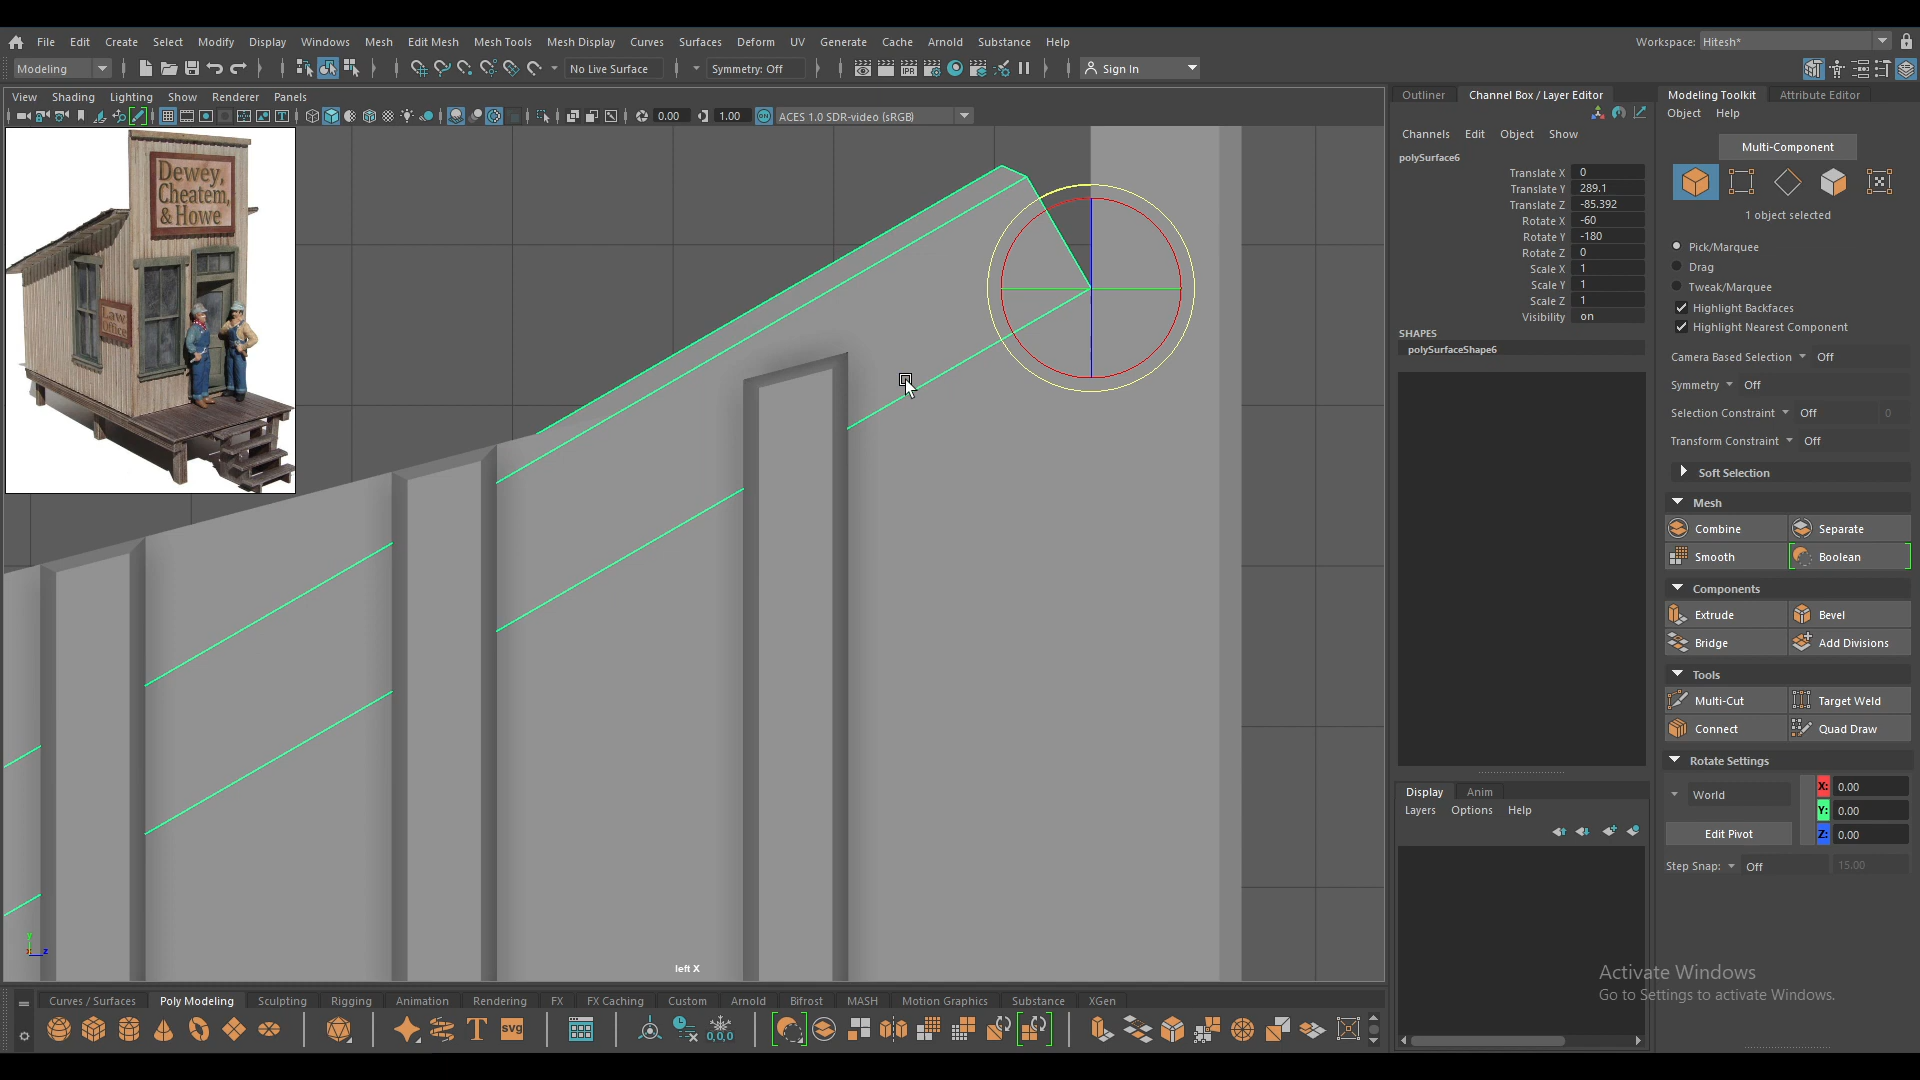 File Edit Create Select Modify Display Windows Mesh Edit Mesh Mesh Tools Mesh Display Curves Surfaces Deform UV Generate Cache Arnold Substance Help
Workspace: Hitesh*
Modeling
No Live Surface
Symmetry: Off
Sign In
View Shading Lighting Show Renderer Panels
0.00
1.00
ACES 1.0 SDR-video (sRGB)
Dewey,
Cheatem,
& Howe
Law
Office
left X
Outliner Channel Box / Layer Editor
Channels Edit Object Show
polySurface6
Translate X 0
Translate Y 289.1
Translate Z -85.392
Rotate X -60
Rotate Y -180
Rotate Z 0
Scale X 1
Scale Y 1
Scale Z 1
Visibility on
SHAPES
polySurfaceShape6
Display Anim
Layers Options Help
Modeling Toolkit Attribute Editor
Object Help
Multi-Component
1 object selected
Pick/Marquee
Drag
Tweak/Marquee
Highlight Backfaces
Highlight Nearest Component
Camera Based Selection Off
Symmetry Off
Selection Constraint Off 0
Transform Constraint Off
Soft Selection
Mesh
Combine Separate
Smooth Boolean
Components
Extrude Bevel
Bridge Add Divisions
Tools
Multi-Cut Target Weld
Connect Quad Draw
Rotate Settings
World
X: 0.00
Y: 0.00
Edit Pivot
Z: 0.00
Step Snap: Off 15.00
Activate Windows
Go to Settings to activate Windows.
Curves / Surfaces Poly Modeling Sculpting Rigging Animation Rendering FX FX Caching Custom Arnold Bifrost MASH Motion Graphics Substance XGen
T
SVG
0,0,0